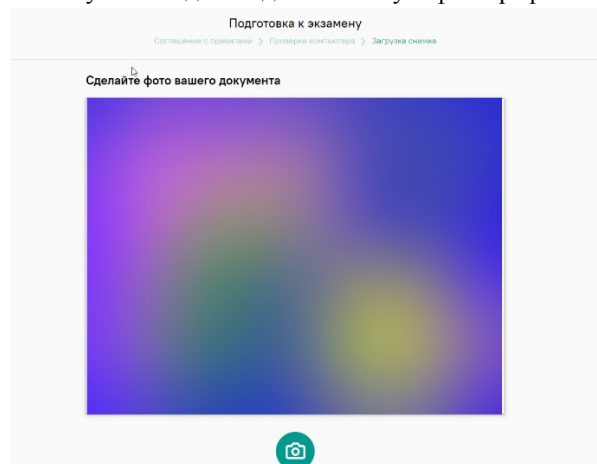 Подготовка к экзамену
Соглашение с правилами > Проверка компьютера > Загрузка снимка
Сделайте фото вашего документа